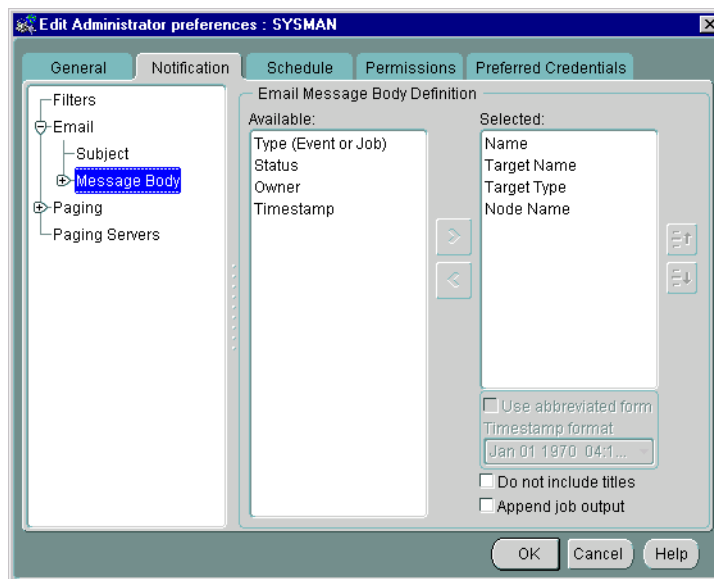 Edit Administrator preferences : SYSMAN
General Notification Schedule Permissions Preferred Credentials
Filters
Email
Subject
Message Body
Paging
Paging Servers
Email Message Body Definition
Available:
Type (Event or Job)
Status
Owner
Timestamp
Selected:
Name
Target Name
Target Type
Node Name
Use abbreviated form
Timestamp format
Jan 01 1970 04:1...
Do not include titles
Append job output
OK Cancel Help